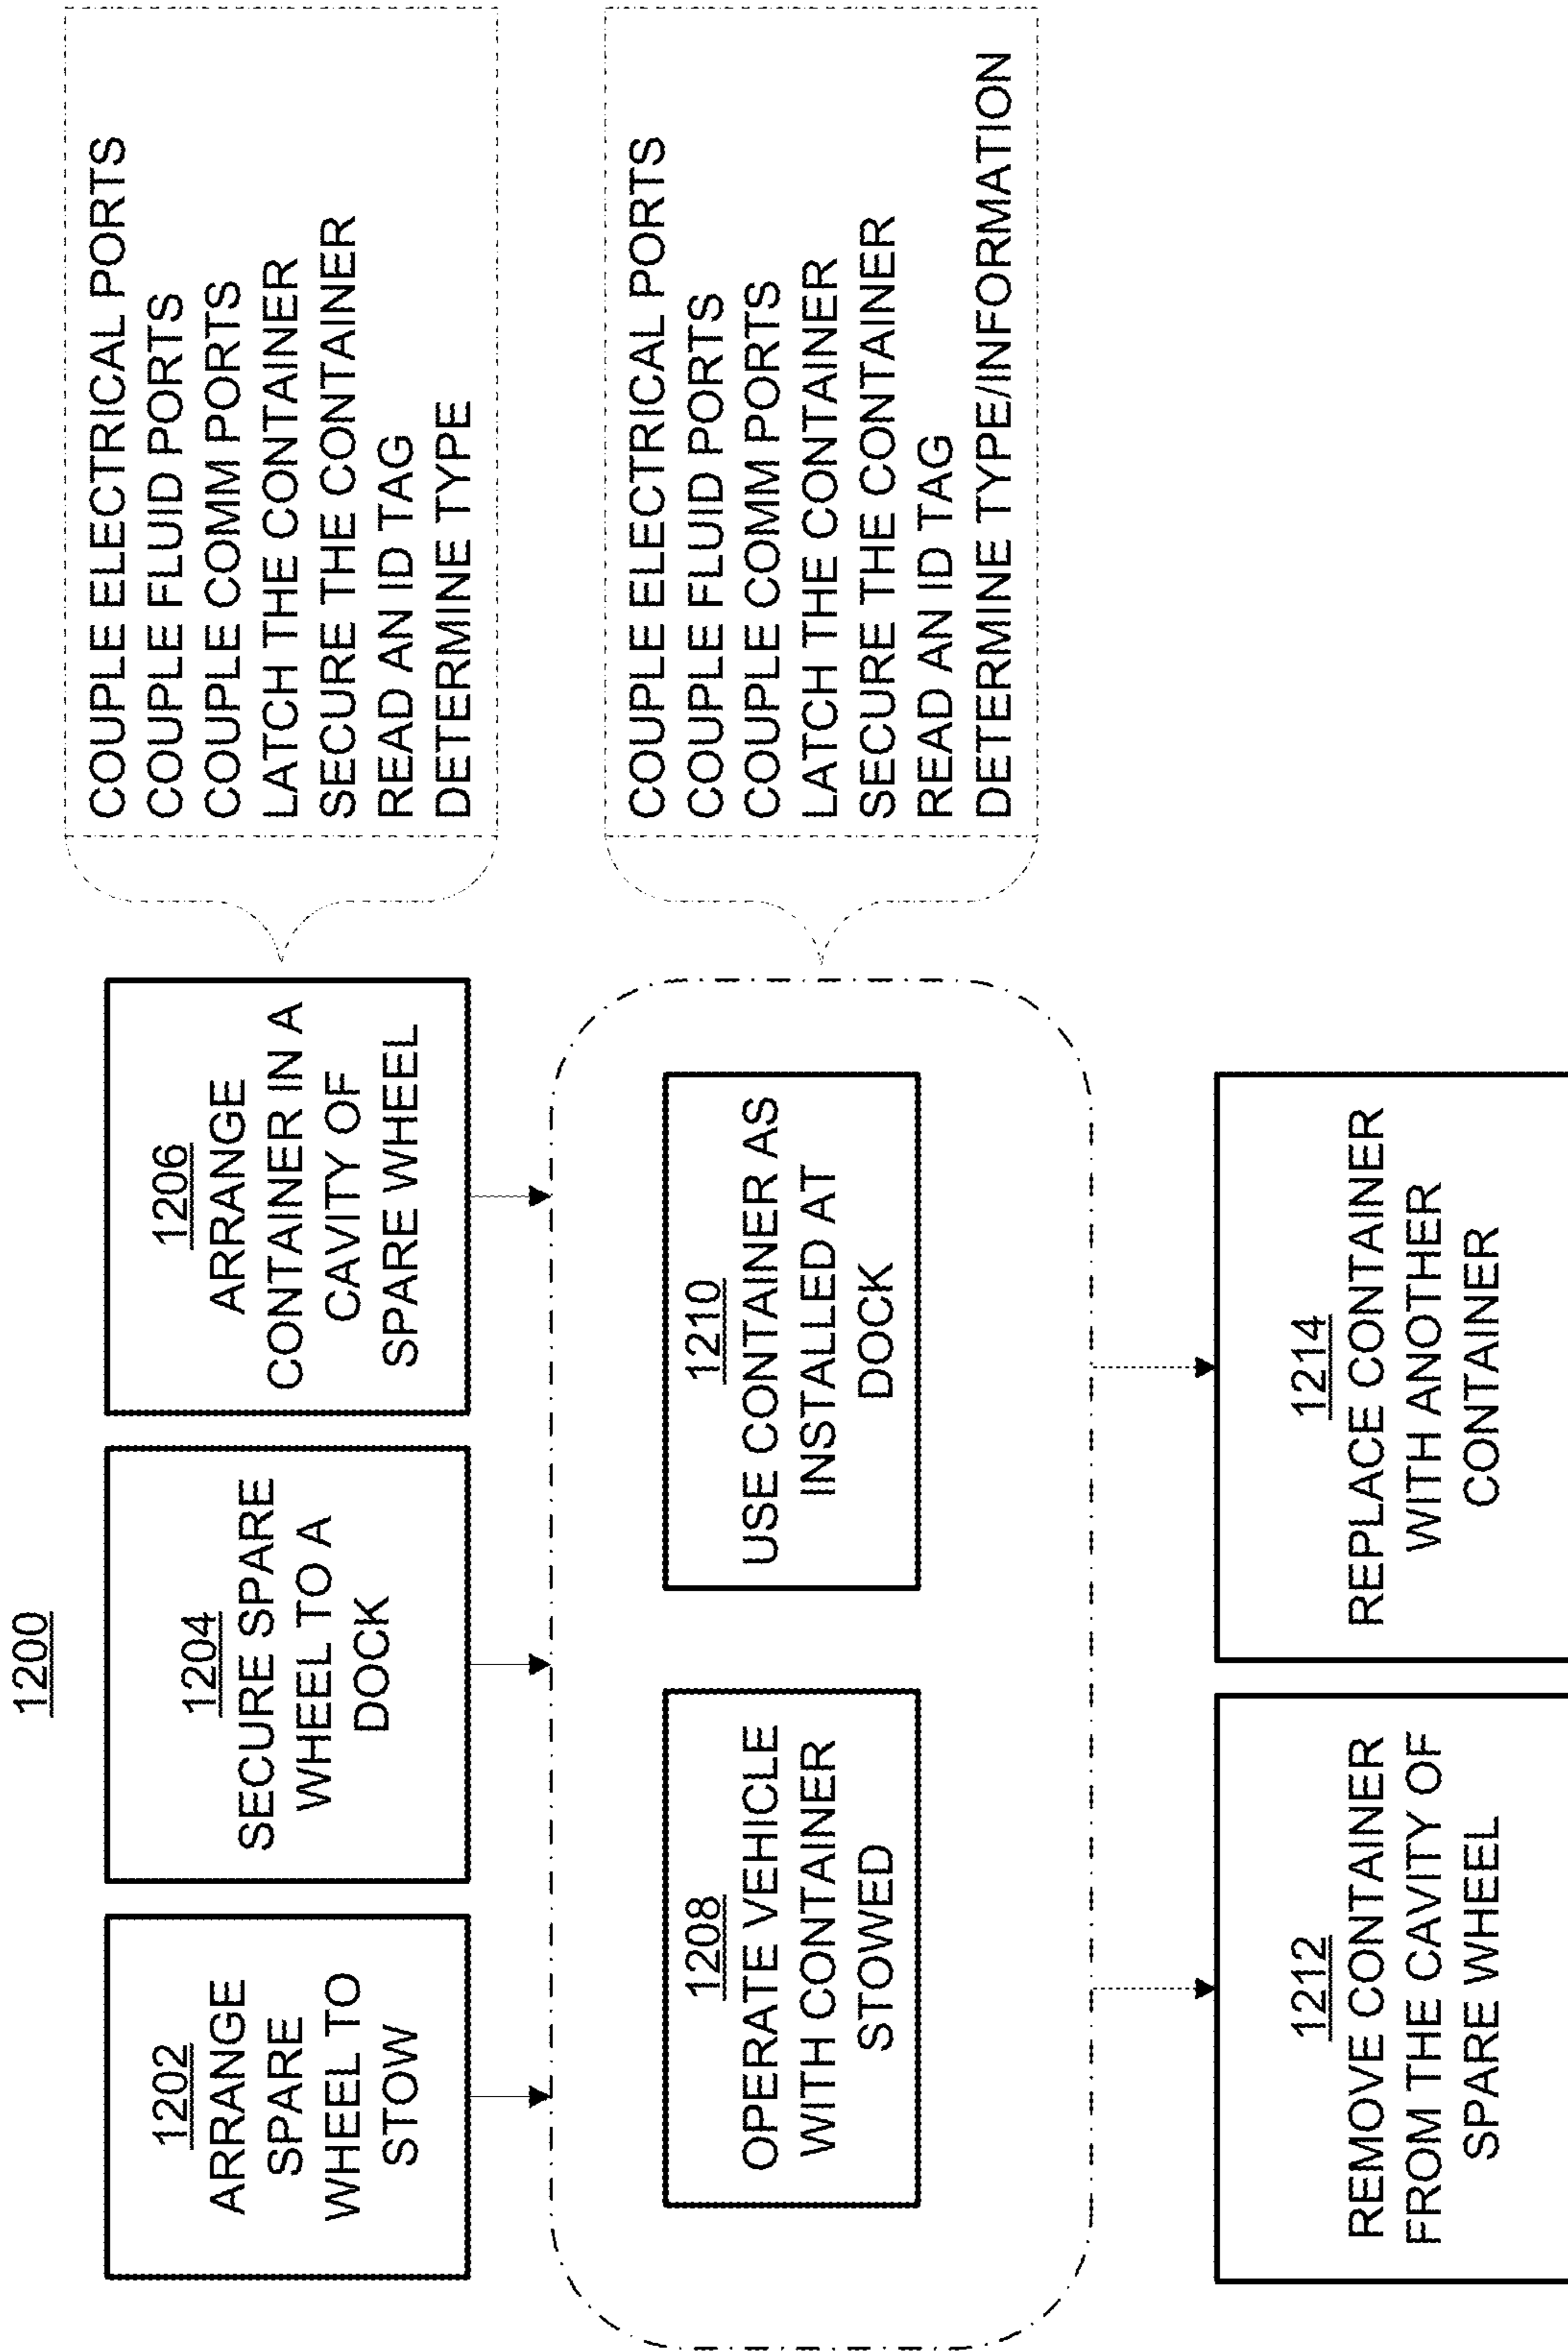 1200
1202
ARRANGE
SPARE
WHEEL TO
STOW
1204
SECURE SPARE
WHEEL TO A
DOCK
1206
ARRANGE
CONTAINER IN A
CAVITY OF
SPARE WHEEL
COUPLE ELECTRICAL PORTS
COUPLE FLUID PORTS
COUPLE COMM PORTS
LATCH THE CONTAINER
SECURE THE CONTAINER
READ AN ID TAG
DETERMINE TYPE
1208
OPERATE VEHICLE
WITH CONTAINER
STOWED
1210
USE CONTAINER AS
INSTALLED AT
DOCK
COUPLE ELECTRICAL PORTS
COUPLE FLUID PORTS
COUPLE COMM PORTS
LATCH THE CONTAINER
SECURE THE CONTAINER
READ AN ID TAG
DETERMINE TYPE/INFORMATION
1212
REMOVE CONTAINER
FROM THE CAVITY OF
SPARE WHEEL
1214
REPLACE CONTAINER
WITH ANOTHER
CONTAINER